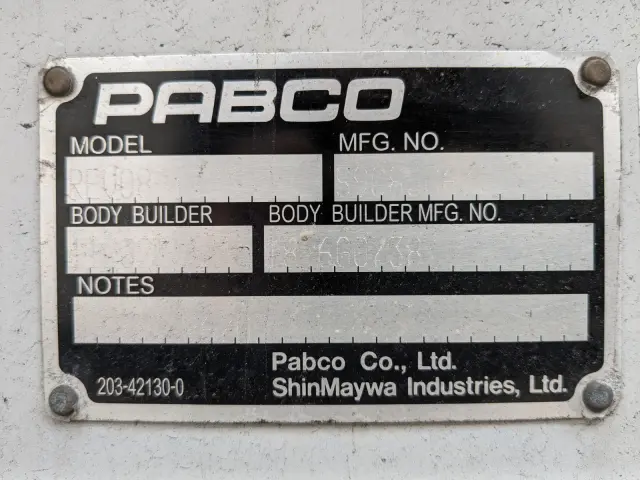 PABCO
MODEL MFG. NO.
BODY BUILDER BODY BUILDER MFG. NO.
NOTES
Pabco Co., Ltd.
203-42130-0 ShinMaywa Industries, Ltd.